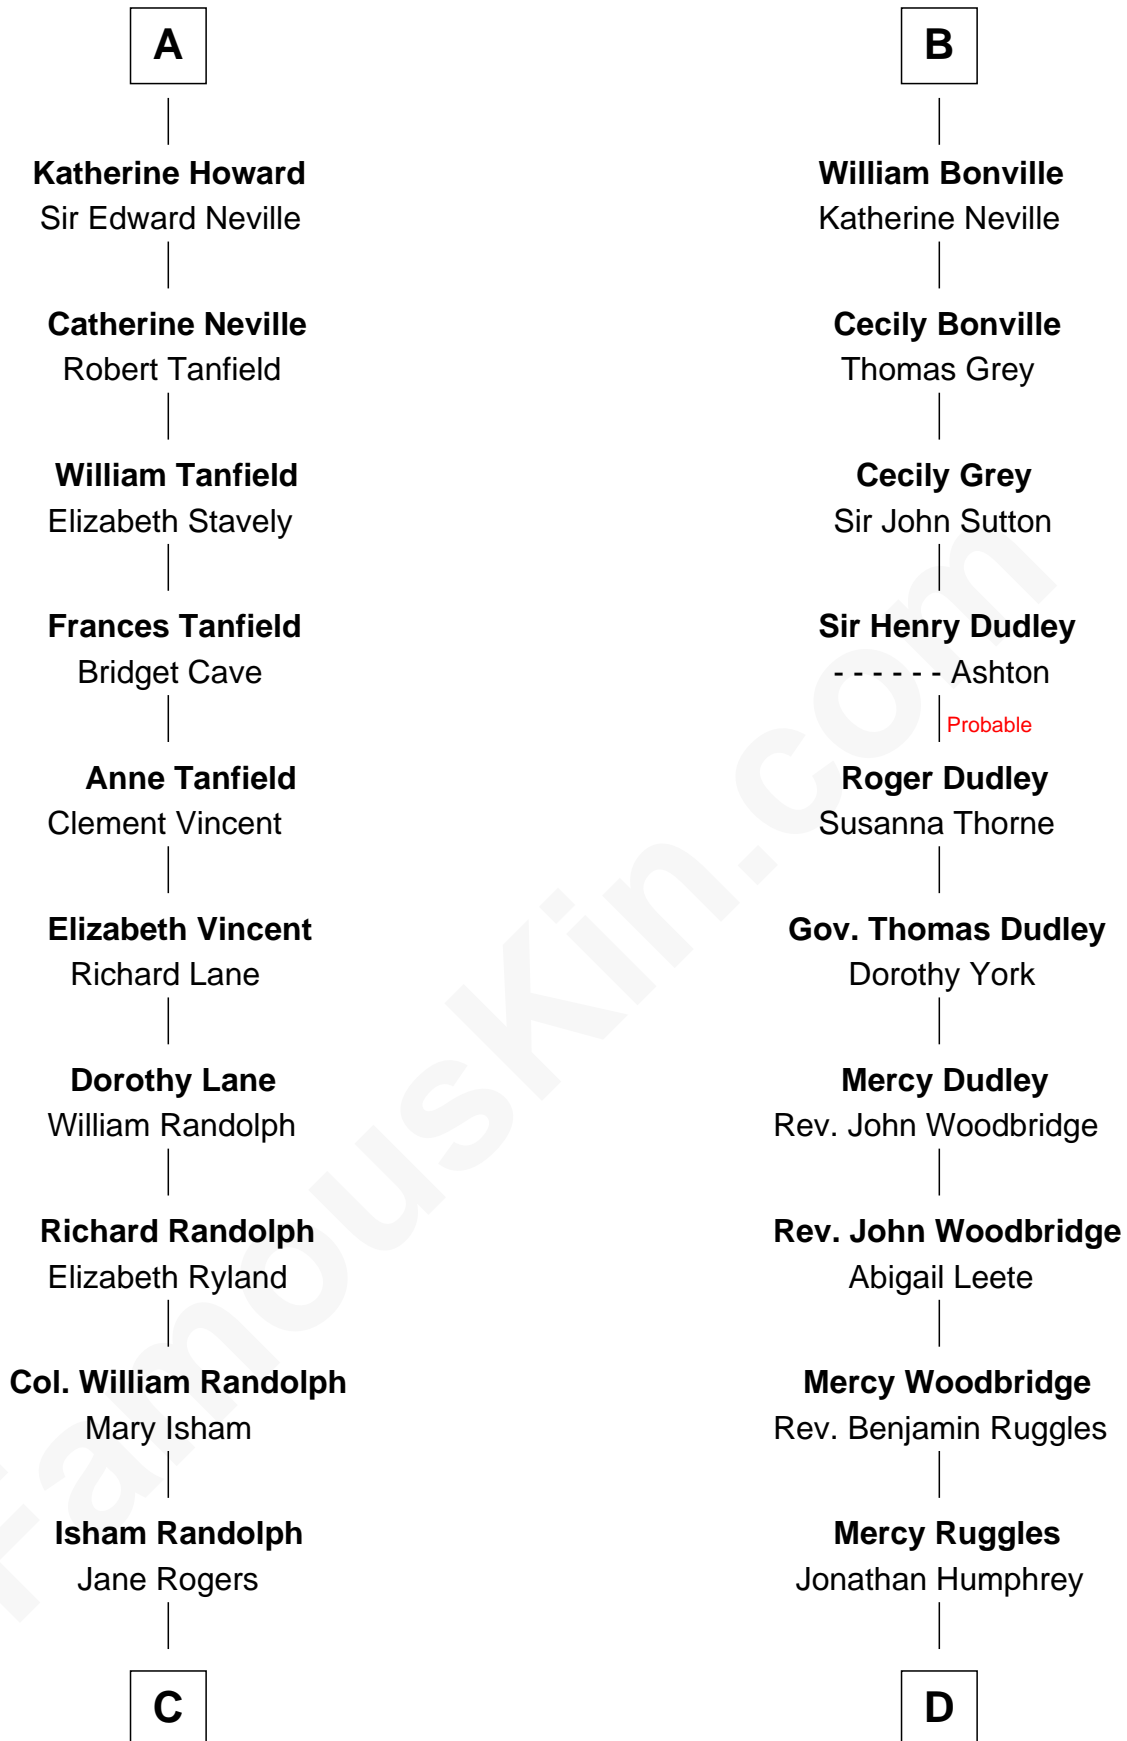 A
Katherine Howard
Sir Edward Neville
Catherine Neville
Robert Tanfield
William Tanfield
Elizabeth Stavely
Frances Tanfield
Bridget Cave
Anne Tanfield
Clement Vincent
Elizabeth Vincent
Richard Lane
Dorothy Lane
William Randolph
Richard Randolph
Elizabeth Ryland
Col. William Randolph
Mary Isham
Isham Randolph
Jane Rogers
C
B
William Bonville
Katherine Neville
Cecily Bonville
Thomas Grey
Cecily Grey
Sir John Sutton
Sir Henry Dudley
- - - - - - Ashton
Probable
Roger Dudley
Susanna Thorne
Gov. Thomas Dudley
Dorothy York
Mercy Dudley
Rev. John Woodbridge
Rev. John Woodbridge
Abigail Leete
Mercy Woodbridge
Rev. Benjamin Ruggles
Mercy Ruggles
Jonathan Humphrey
D
FamousKin.com